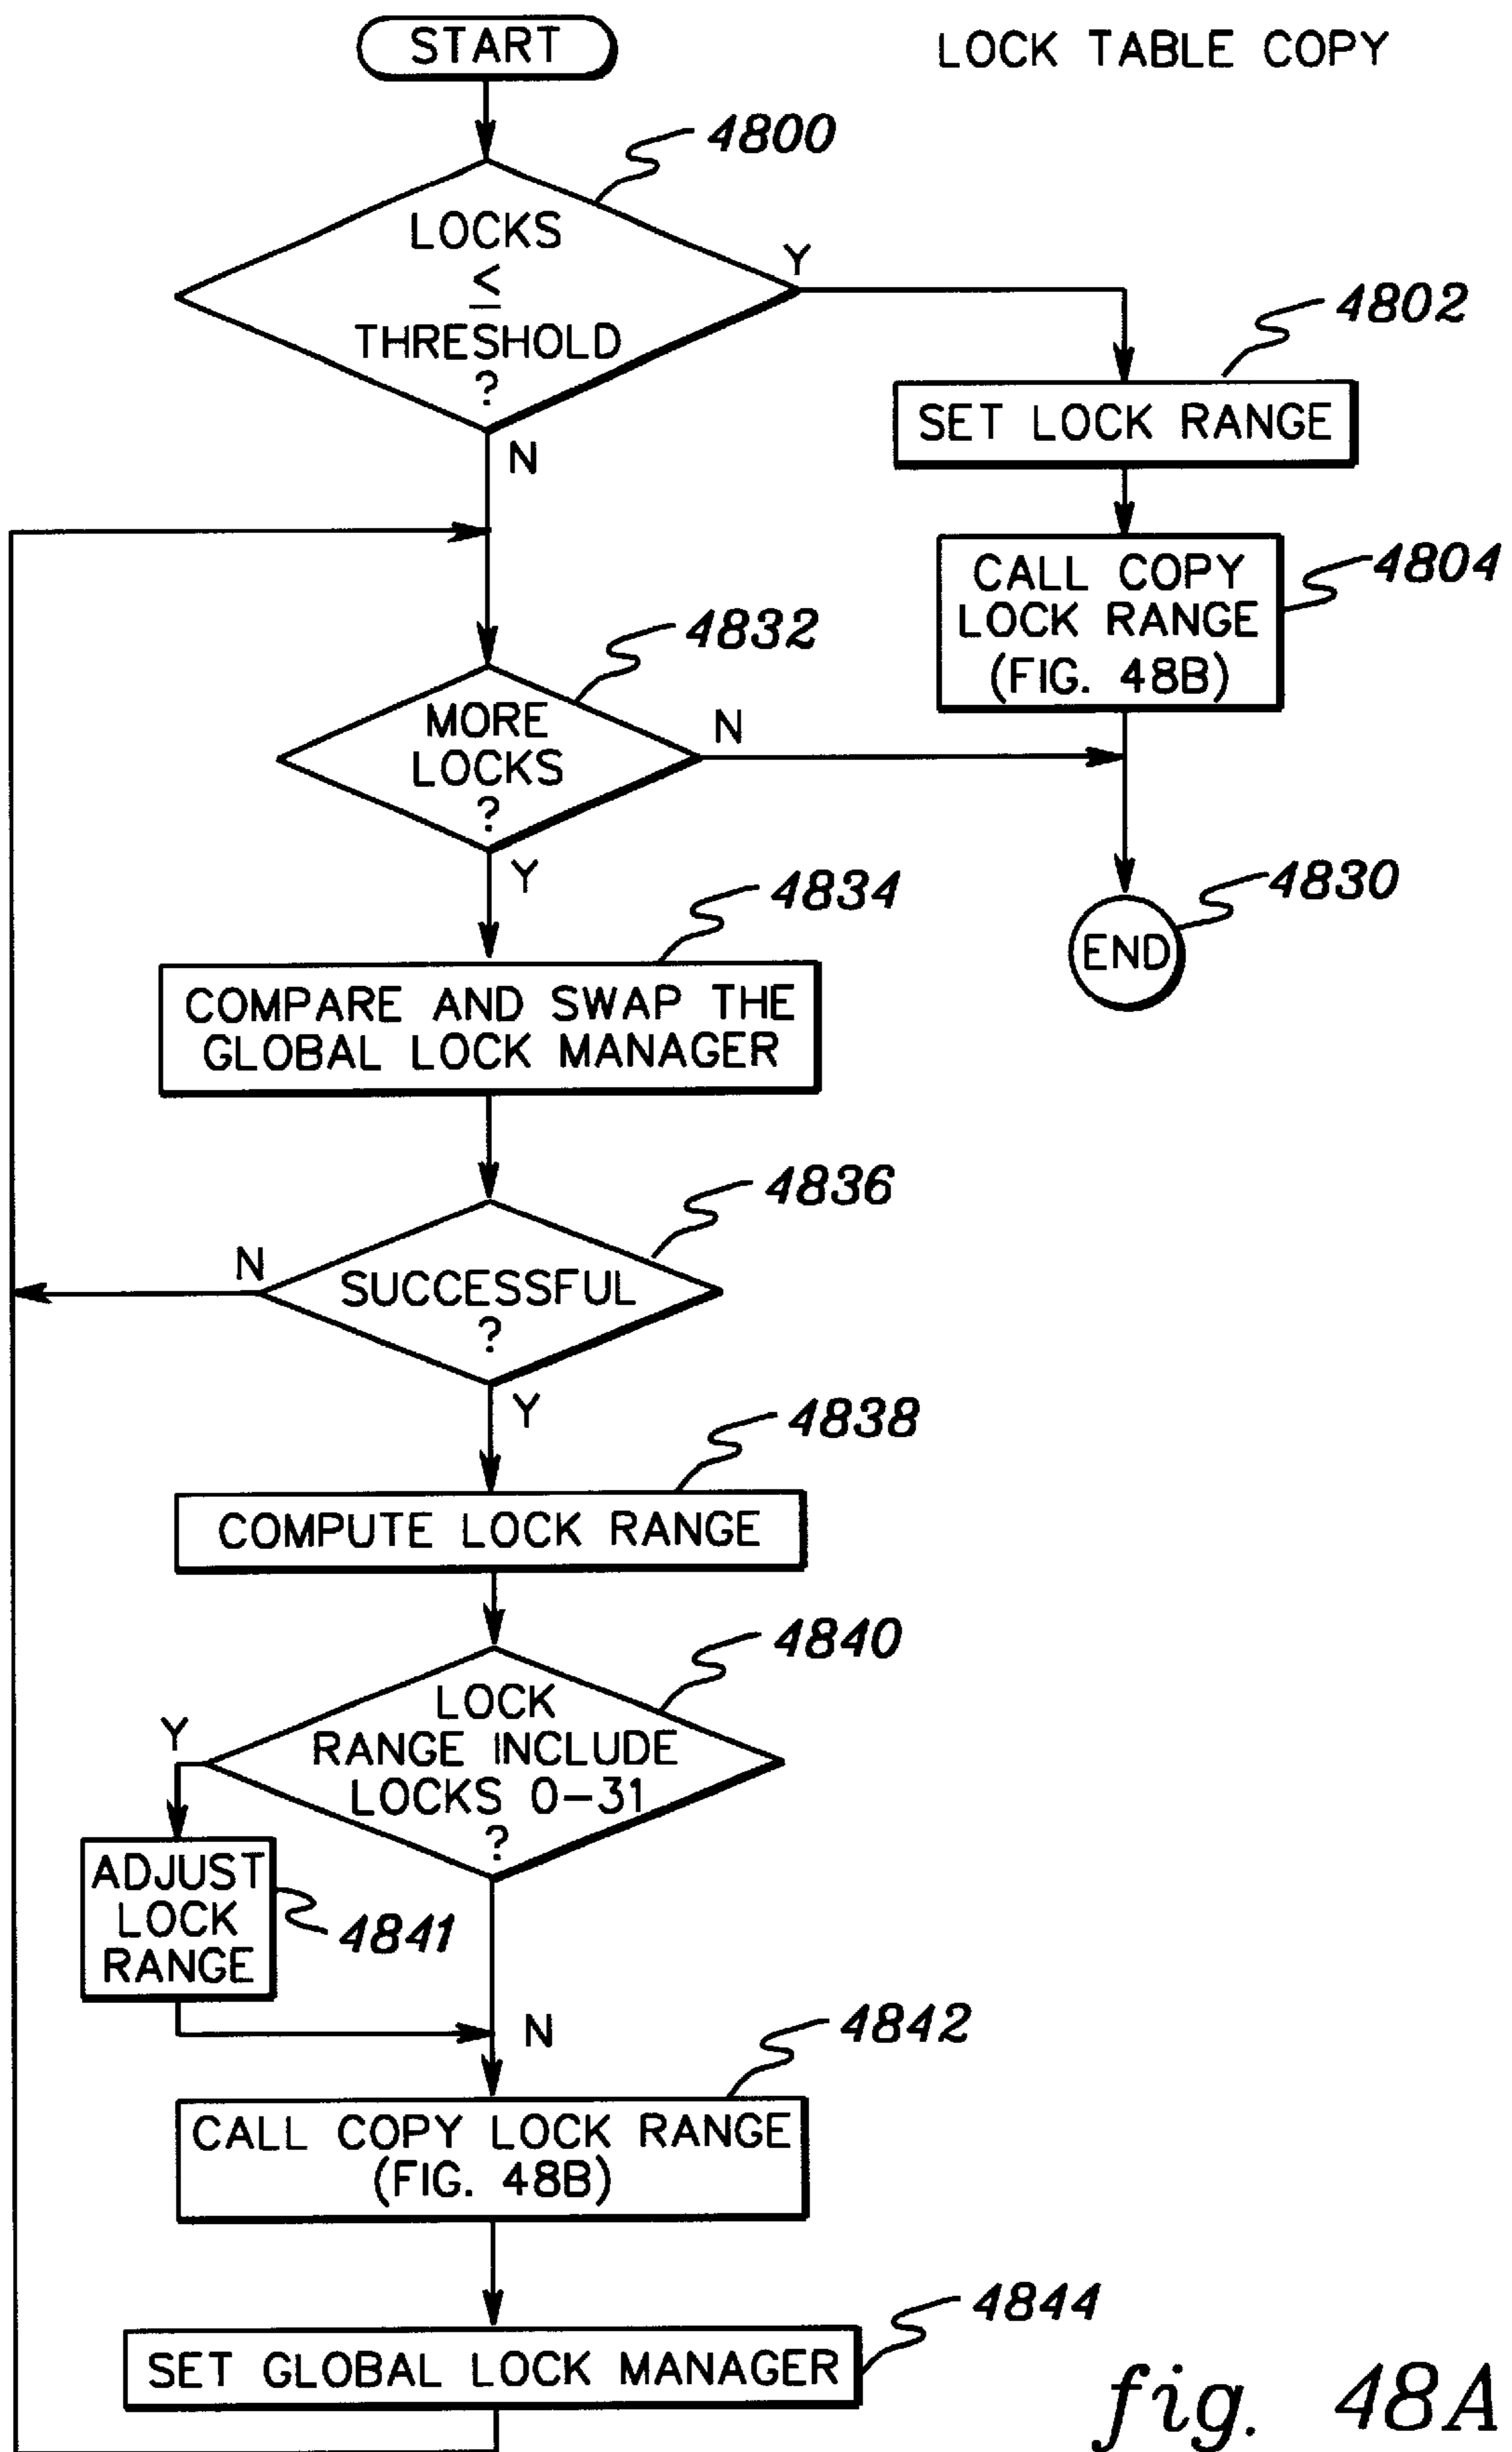 START
LOCK TABLE COPY
4800
LOCKS
≤
THRESHOLD
?
Y
N
4802
SET LOCK RANGE
4804
CALL COPY
LOCK RANGE
(FIG. 48B)
4832
MORE
LOCKS
?
N
Y
4830
END
4834
COMPARE AND SWAP THE
GLOBAL LOCK MANAGER
4836
SUCCESSFUL
?
N
Y
4838
COMPUTE LOCK RANGE
4840
LOCK
RANGE INCLUDE
LOCKS 0-31
?
Y
ADJUST
LOCK
RANGE
4841
N
4842
CALL COPY LOCK RANGE
(FIG. 48B)
4844
SET GLOBAL LOCK MANAGER
fig. 48A